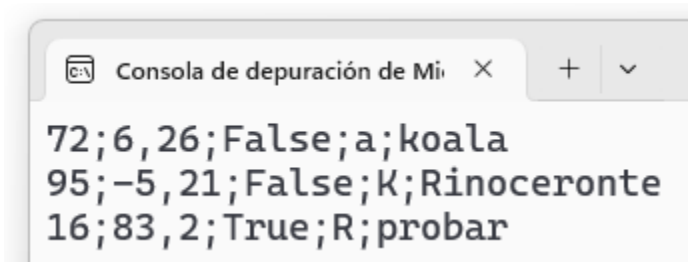 Consola de depuración de Mi
72;6,26;False;a;koala
95;-5,21;False;K;Rinoceronte
16;83,2;True;R;probar